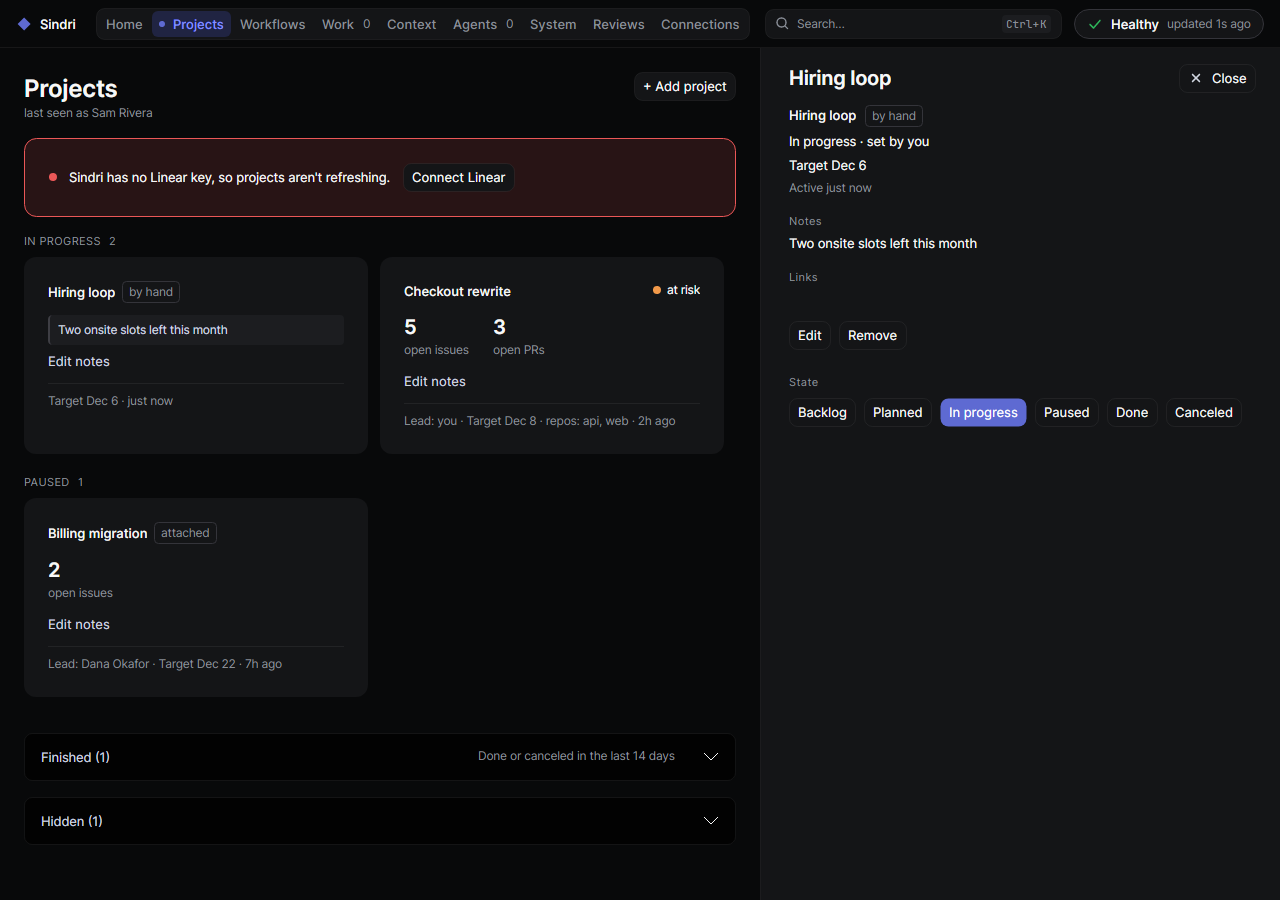 Sindri
Home Projects Workflows Work 0 Context Agents 0 System Reviews Connections
Search... Ctrl+K
Healthy updated 1s ago
Projects
+ Add project
last seen as Sam Rivera
Sindri has no Linear key, so projects aren't refreshing. Connect Linear
IN PROGRESS 2
Hiring loop by hand
Two onsite slots left this month
Edit notes
Target Dec 6 · just now
Checkout rewrite at risk
5 3
open issues open PRs
Edit notes
Lead: you · Target Dec 8 · repos: api, web · 2h ago
PAUSED 1
Billing migration attached
2
open issues
Edit notes
Lead: Dana Okafor · Target Dec 22 · 7h ago
Finished (1) Done or canceled in the last 14 days
Hidden (1)
Hiring loop
Close
Hiring loop by hand
In progress · set by you
Target Dec 6
Active just now
Notes
Two onsite slots left this month
Links
Edit Remove
State
Backlog Planned In progress Paused Done Canceled